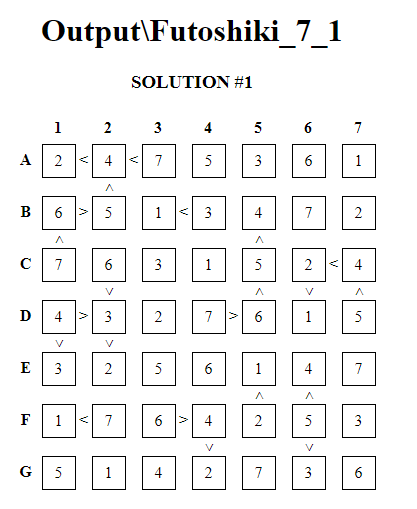 Output\Futoshiki_7_1
SOLUTION #1
1 2 3 4 5 6 7
A 2 < 4 < 7 5 3 6 1
^
B 6 > 5 1 < 3 4 7 2
^ ^
C 7 6 3 1 5 2 < 4
v ^ v ^
D 4 > 3 2 7 > 6 1 5
v v
E 3 2 5 6 1 4 7
^ ^
F 1 < 7 6 > 4 2 5 3
v v
G 5 1 4 2 7 3 6